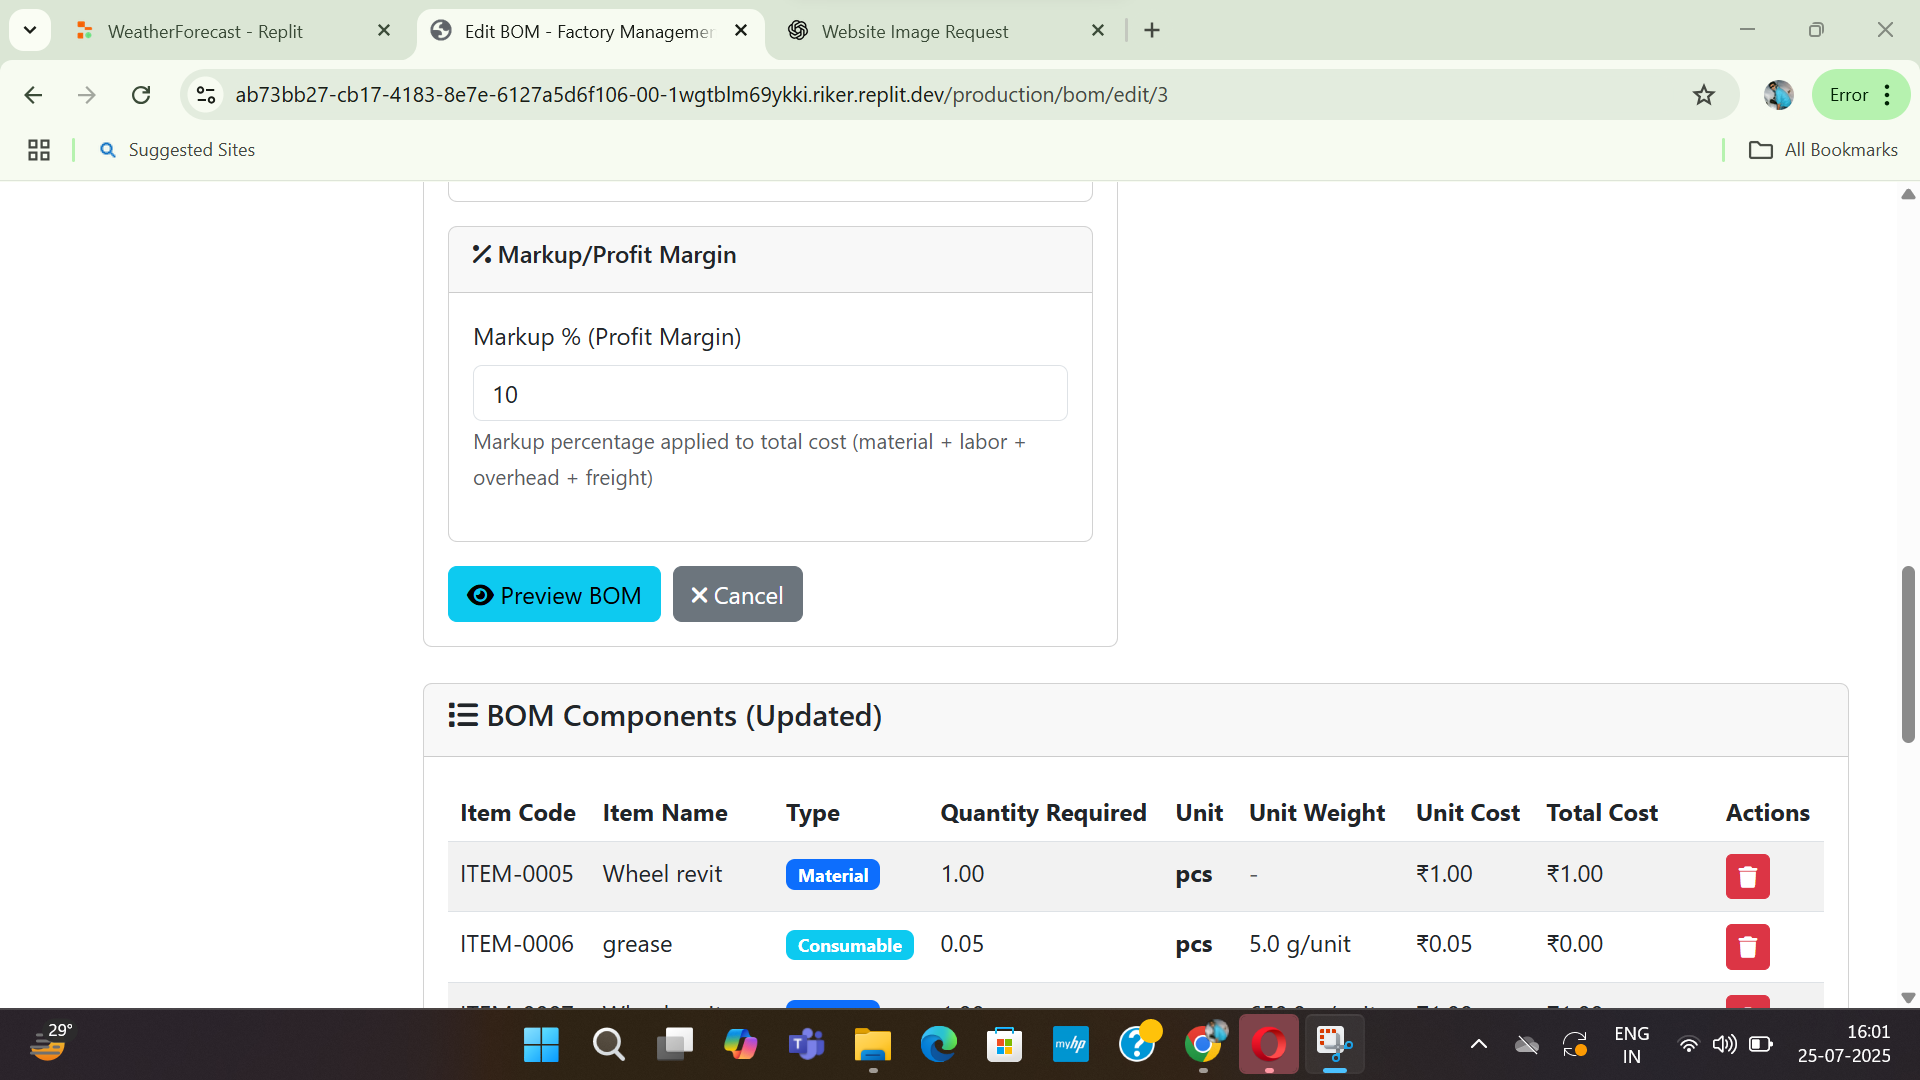 WeatherForecast - Replit
Edit BOM - Factory Managemer
Website Image Request
ab73bb27-cb17-4183-8e7e-6127a5d6f106-00-1wgtblm69ykki.riker.replit.dev/production/bom/edit/3
Error
Suggested Sites
All Bookmarks
Markup/Profit Margin
Markup % (Profit Margin)
10
Markup percentage applied to total cost (material + labor +
overhead + freight)
Preview BOM
Cancel
BOM Components (Updated)
Item Code Item Name Type Quantity Required Unit Unit Weight Unit Cost Total Cost Actions
ITEM-0005 Wheel revit Material 1.00 pcs - ₹1.00 ₹1.00
ITEM-0006 grease Consumable 0.05 pcs 5.0 g/unit ₹0.05 ₹0.00
29°
myhp
ENG
IN
16:01
25-07-2025